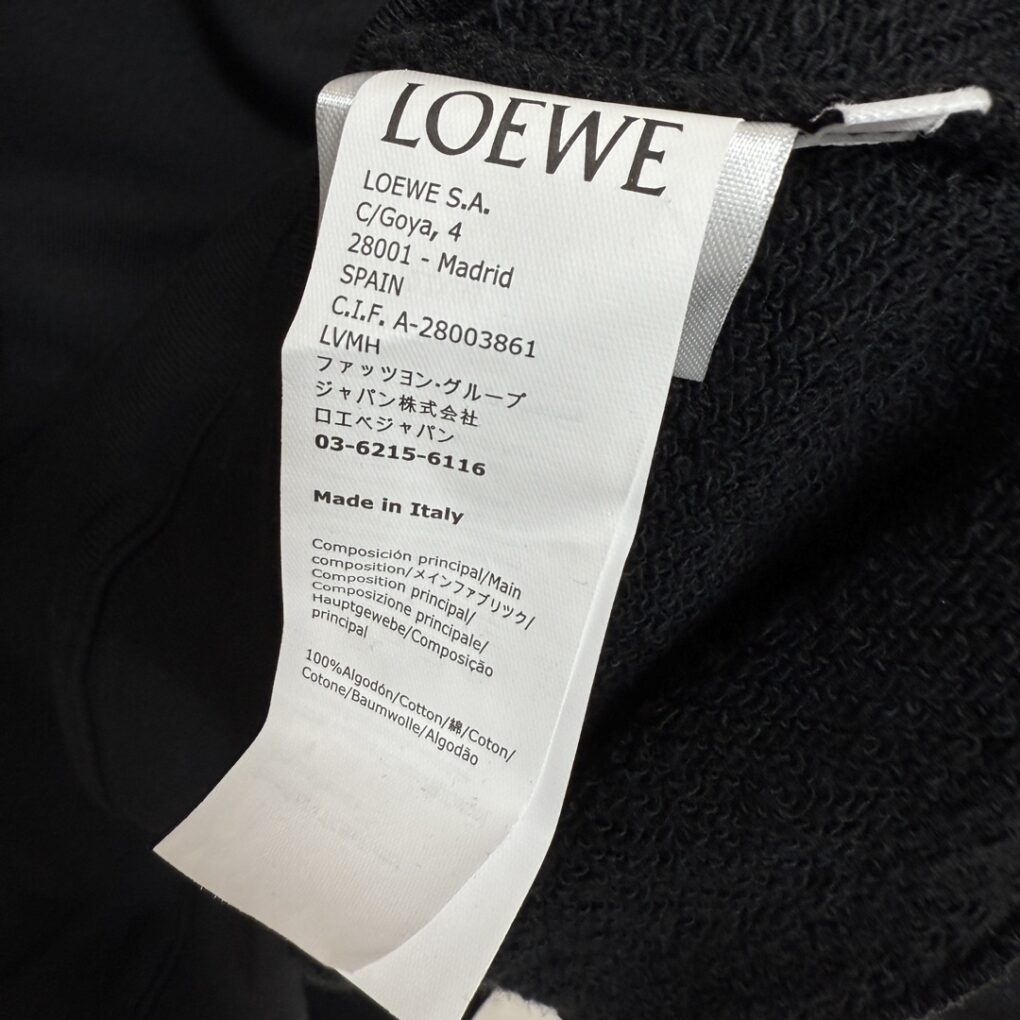 LOEWE
LOEWE S.A.
C/Goya, 4
28001 - Madrid
SPAIN
C.I.F. A-28003861
LVMH
ファッツヨン・グループ
ジャパン株式会社
ロエベジャパン
03-6215-6116
Made in Italy
Composición principal/Main
composition/メインファブリツク/
Composition principal/
Composizione principale/
Hauptgewebe/Composição
principal
100%Algodón/Cotton/綿/Coton/
Cotone/Baumwolle/Algodão